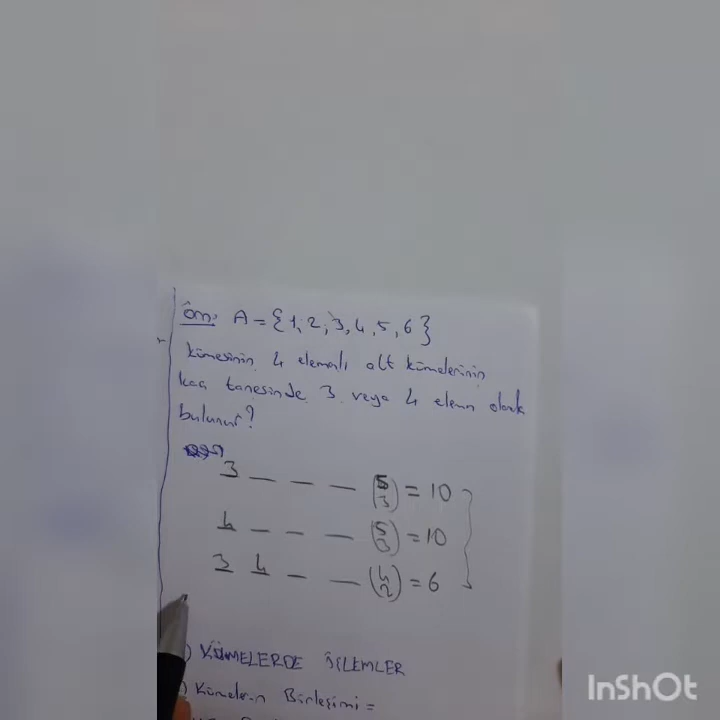 Örn: A = {1, 2, 3, 4, 5, 6}
kümesinin 4 elemanlı alt kümelerinin
kaç tanesinde 3 veya 4 eleman olarak
bulunur?
3 _ _ _ (5 3) = 10
4 _ _ _ (5 3) = 10
3 4 _ _ (4 2) = 6
) KÜMELERDE İŞLEMLER
) Kümelerin Birleşimi =
InShOt